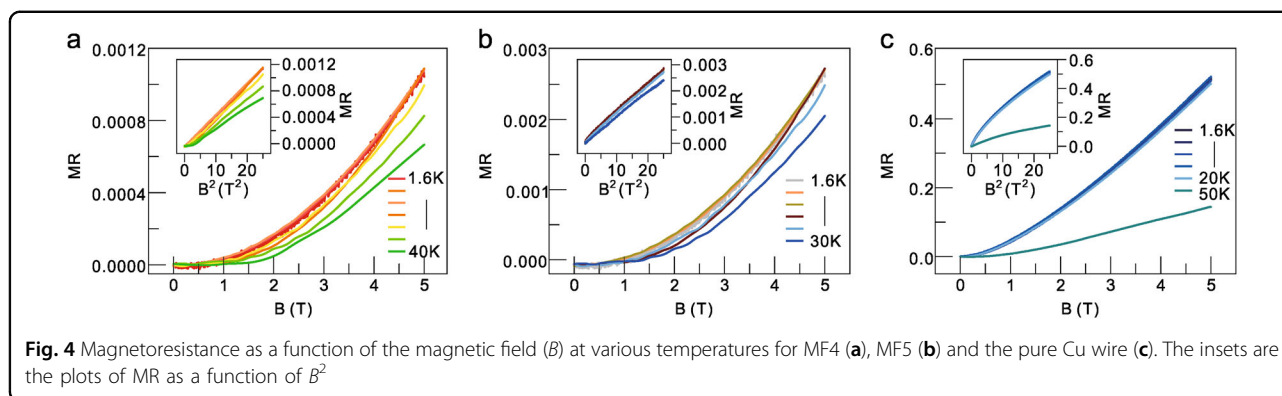 a
0.0012
0.0008
0.0004
0.0000
MR
0 1 2 3 4 5
B (T)
0.0012
0.0008
0.0004
0.0000
MR
0 10 20
B² (T²)
1.6K
40K
b
0.003
0.002
0.001
0.000
MR
0 1 2 3 4 5
B (T)
0.003
0.002
0.001
0.000
MR
0 10 20
B² (T²)
1.6K
30K
c
0.6
0.4
0.2
0.0
MR
0 1 2 3 4 5
B (T)
0.6
0.4
0.2
0.0
MR
0 10 20
B² (T²)
1.6K
20K
50K
Fig. 4 Magnetoresistance as a function of the magnetic field (B) at various temperatures for MF4 (a), MF5 (b) and the pure Cu wire (c). The insets are
the plots of MR as a function of B²